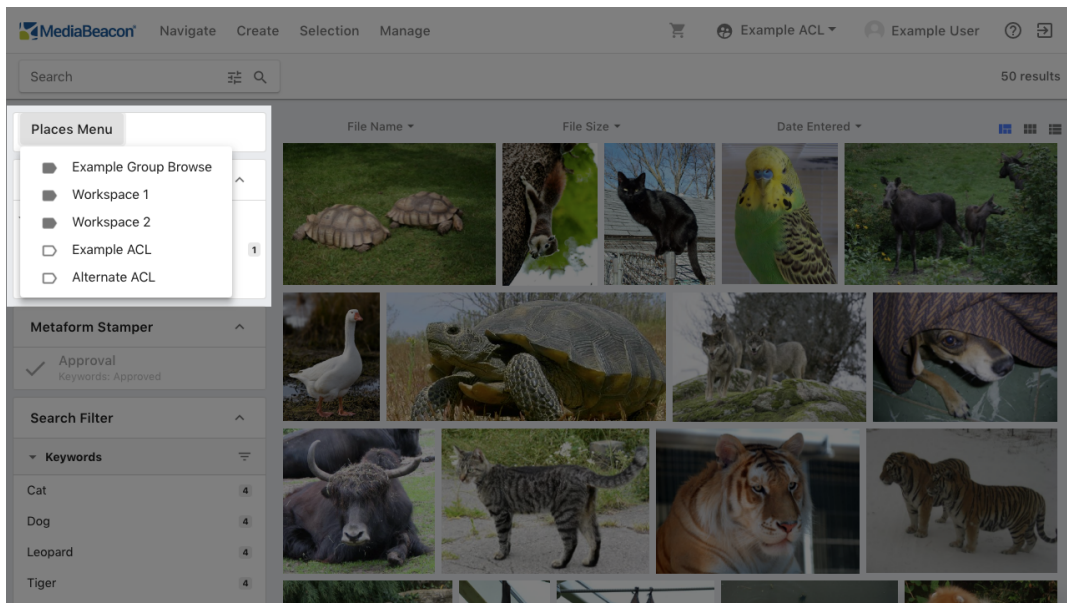 MediaBeacon® Navigate Create Selection Manage Example ACL Example User
Search 50 results
Places Menu
Example Group Browse
Workspace 1
Workspace 2
Example ACL
1
Alternate ACL
File Name File Size Date Entered
Metaform Stamper
Approval
Keywords: Approved
Search Filter
Keywords
Cat 4
Dog 4
Leopard 4
Tiger 4